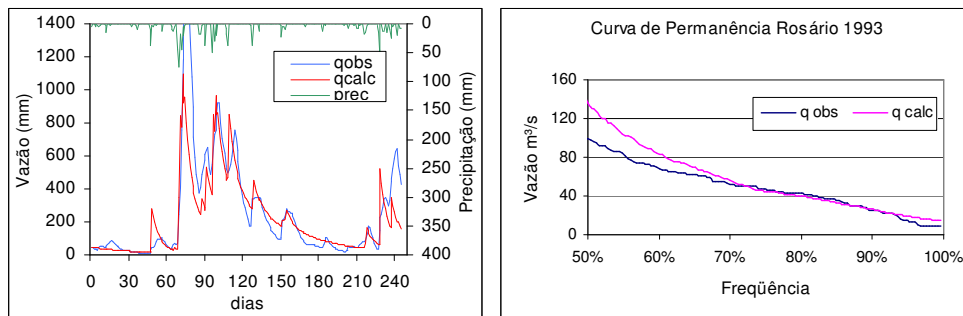 1400
1200
1000
800
600
400
200
0
Vazão (mm)
0
50
100
150
200
250
300
350
400
Precipitação (mm)
qobs
qcalc
prec
0 30 60 90 120 150 180 210 240
dias
Curva de Permanência Rosário 1993
160
120
80
40
0
Vazão m³/s
q obs q calc
50% 60% 70% 80% 90% 100%
Freqüência